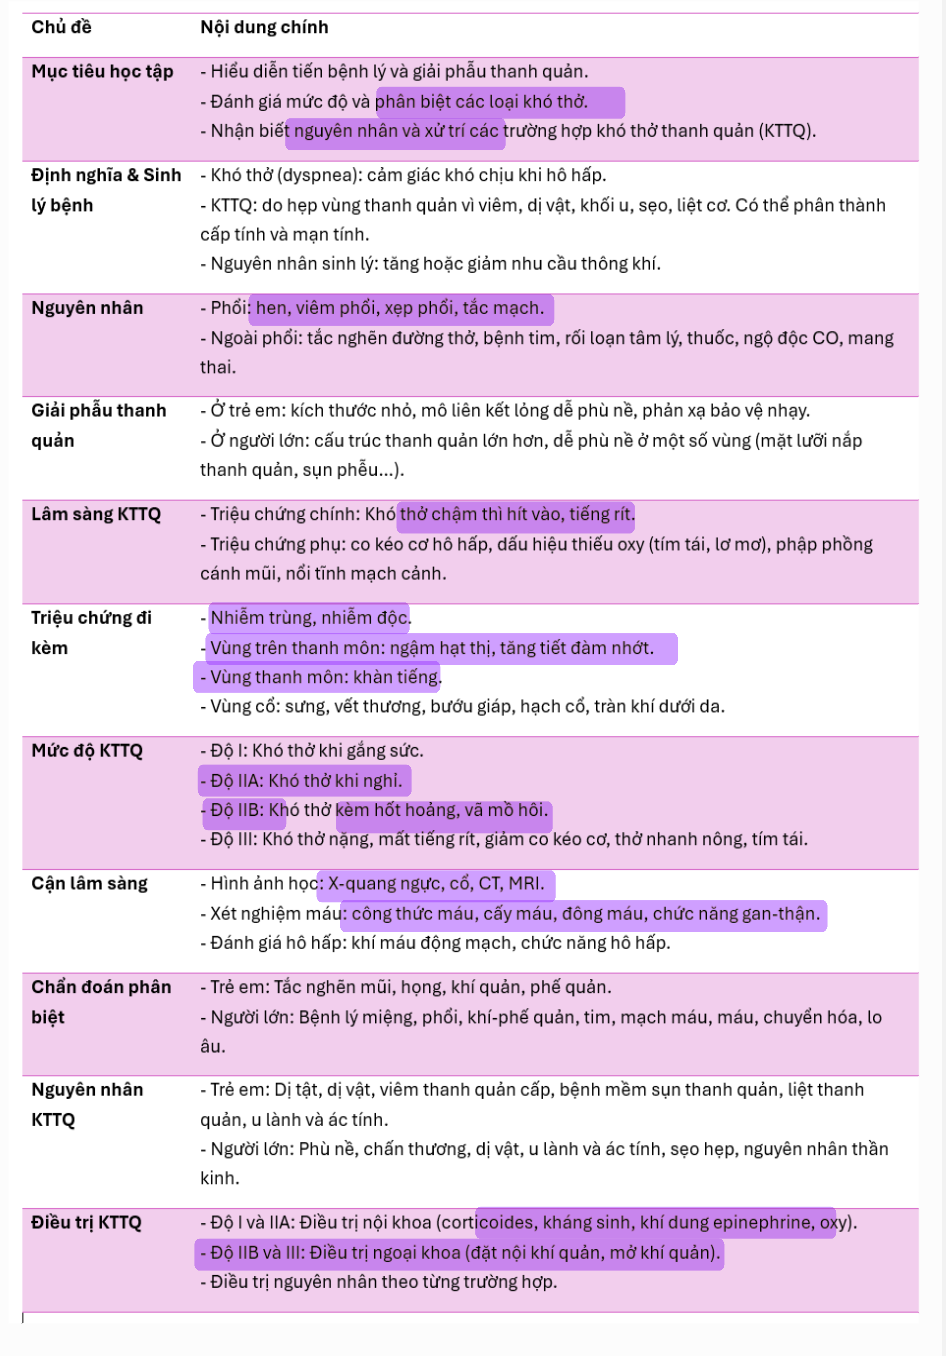 Chủ đề
Nội dung chính
Mục tiêu học tập
- Hiểu diễn tiến bệnh lý và giải phẫu thanh quản.
- Đánh giá mức độ và phân biệt các loại khó thở.
- Nhận biết nguyên nhân và xử trí các trường hợp khó thở thanh quản (KTTQ).
Định nghĩa & Sinh
lý bệnh
- Khó thở (dyspnea): cảm giác khó chịu khi hô hấp.
- KTTQ: do hẹp vùng thanh quản vì viêm, dị vật, khối u, sẹo, liệt cơ. Có thể phân thành
cấp tính và mạn tính.
- Nguyên nhân sinh lý: tăng hoặc giảm nhu cầu thông khí.
Nguyên nhân
- Phổi: hen, viêm phổi, xẹp phổi, tắc mạch.
- Ngoài phổi: tắc nghẽn đường thở, bệnh tim, rối loạn tâm lý, thuốc, ngộ độc CO, mang
thai.
Giải phẫu thanh
quản
- Ở trẻ em: kích thước nhỏ, mô liên kết lỏng dễ phù nề, phản xạ bảo vệ nhạy.
- Ở người lớn: cấu trúc thanh quản lớn hơn, dễ phù nề ở một số vùng (mặt lưỡi nắp
thanh quản, sụn phễu...).
Lâm sàng KTTQ
- Triệu chứng chính: Khó thở chậm thì hít vào, tiếng rít.
- Triệu chứng phụ: co kéo cơ hô hấp, dấu hiệu thiếu oxy (tím tái, lơ mơ), phập phồng
cánh mũi, nổi tĩnh mạch cảnh.
Triệu chứng đi
kèm
- Nhiễm trùng, nhiễm độc.
- Vùng trên thanh môn: ngậm hạt thị, tăng tiết đàm nhớt.
- Vùng thanh môn: khàn tiếng.
- Vùng cổ: sưng, vết thương, bướu giáp, hạch cổ, tràn khí dưới da.
Mức độ KTTQ
- Độ I: Khó thở khi gắng sức.
- Độ IIA: Khó thở khi nghỉ.
- Độ IIB: Khó thở kèm hốt hoảng, vã mồ hôi.
- Độ III: Khó thở nặng, mất tiếng rít, giảm co kéo cơ, thở nhanh nông, tím tái.
Cận lâm sàng
- Hình ảnh học: X-quang ngực, cổ, CT, MRI.
- Xét nghiệm máu: công thức máu, cấy máu, đông máu, chức năng gan-thận.
- Đánh giá hô hấp: khí máu động mạch, chức năng hô hấp.
Chẩn đoán phân
biệt
- Trẻ em: Tắc nghẽn mũi, họng, khí quản, phế quản.
- Người lớn: Bệnh lý miệng, phổi, khí-phế quản, tim, mạch máu, máu, chuyển hóa, lo
âu.
Nguyên nhân
KTTQ
- Trẻ em: Dị tật, dị vật, viêm thanh quản cấp, bệnh mềm sụn thanh quản, liệt thanh
quản, u lành và ác tính.
- Người lớn: Phù nề, chấn thương, dị vật, u lành và ác tính, sẹo hẹp, nguyên nhân thần
kinh.
Điều trị KTTQ
- Độ I và IIA: Điều trị nội khoa (corticoides, kháng sinh, khí dung epinephrine, oxy).
- Độ IIB và III: Điều trị ngoại khoa (đặt nội khí quản, mở khí quản).
- Điều trị nguyên nhân theo từng trường hợp.